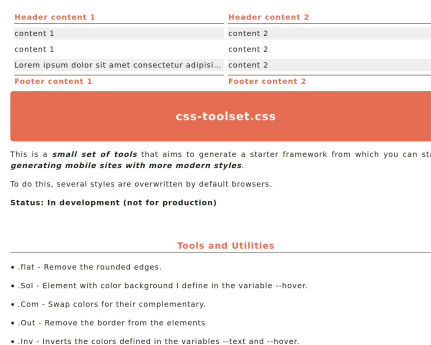 Header content 1 Header content 2
content 1 content 2
content 1 content 2
Lorem ipsum dolor sit amet consectetur adipisi... content 2
Footer content 1 Footer content 2
css-toolset.css
This is a small set of tools that aims to generate a starter framework from which you can sta
generating mobile sites with more modern styles.
To do this, several styles are overwritten by default browsers.
Status: In development (not for production)
Tools and Utilities
• .flat - Remove the rounded edges.
• .Sol - Element with color background I define in the variable --hover.
• .Com - Swap colors for their complementary.
• .Out - Remove the border from the elements
• .Inv - Inverts the colors defined in the variables --text and --hover.